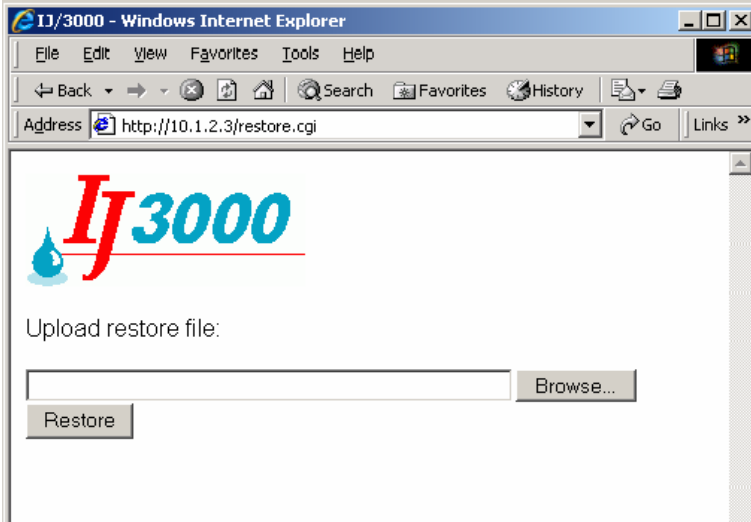 IJ/3000 - Windows Internet Explorer
File Edit View Favorites Tools Help
Back Search Favorites History
Address http://10.1.2.3/restore.cgi Go Links »
IJ3000
Upload restore file:
Browse...
Restore